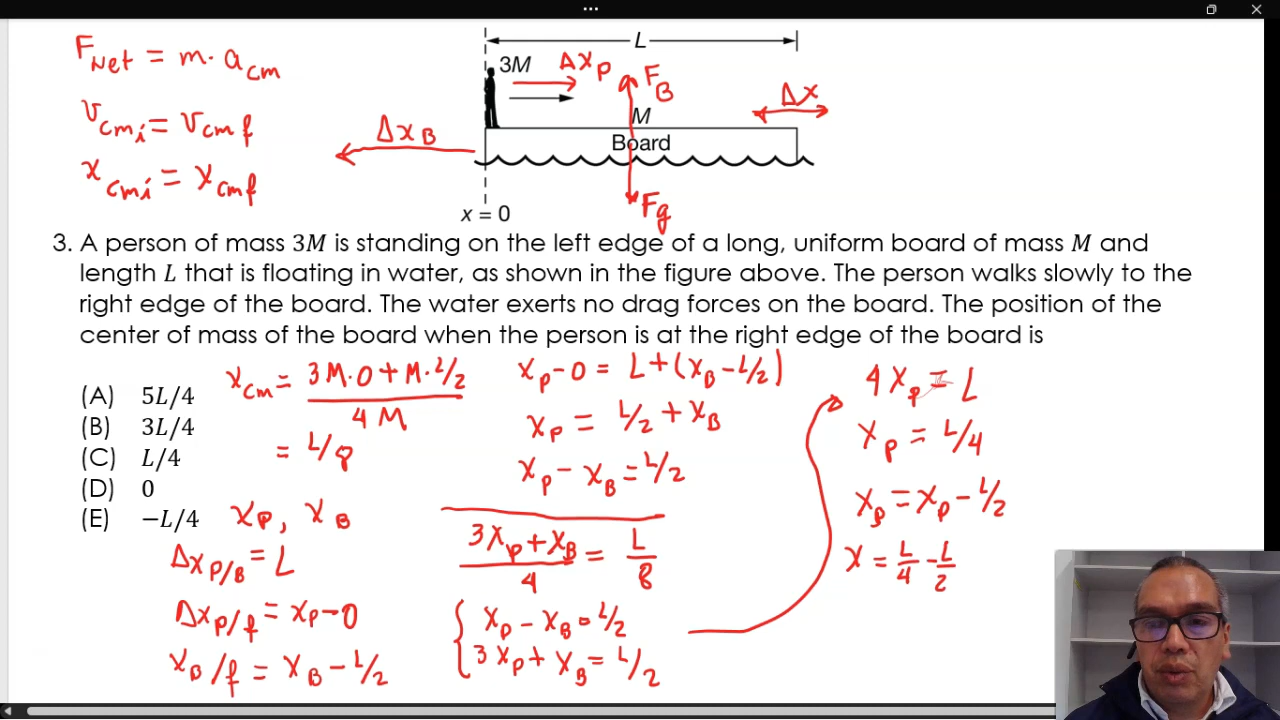 F_Net = m·a_cm
v_cmi = v_cmf
x_cmi = x_cmf
L
3M
Δx_P
F_B
M
Δx
Δx_B
Board
F_g
x = 0
3. A person of mass 3M is standing on the left edge of a long, uniform board of mass M and
length L that is floating in water, as shown in the figure above. The person walks slowly to the
right edge of the board. The water exerts no drag forces on the board. The position of the
center of mass of the board when the person is at the right edge of the board is
(A) 5L/4
(B) 3L/4
(C) L/4
(D) 0
(E) −L/4
x_cm = (3M·0 + M·L/2)/4M
= L/8
x_P, x_B
Δx_P/B = L
Δx_P/f = x_P − 0
x_B/f = x_B − L/2
x_P − 0 = L + (x_B − L/2)
x_P = L/2 + x_B
x_P − x_B = L/2
(3x_P + x_B)/4 = L/8
x_P − x_B = L/2
3x_P + x_B = L/2
4x_P = L
x_P = L/4
x_B = x_P − L/2
x = L/4 − L/2